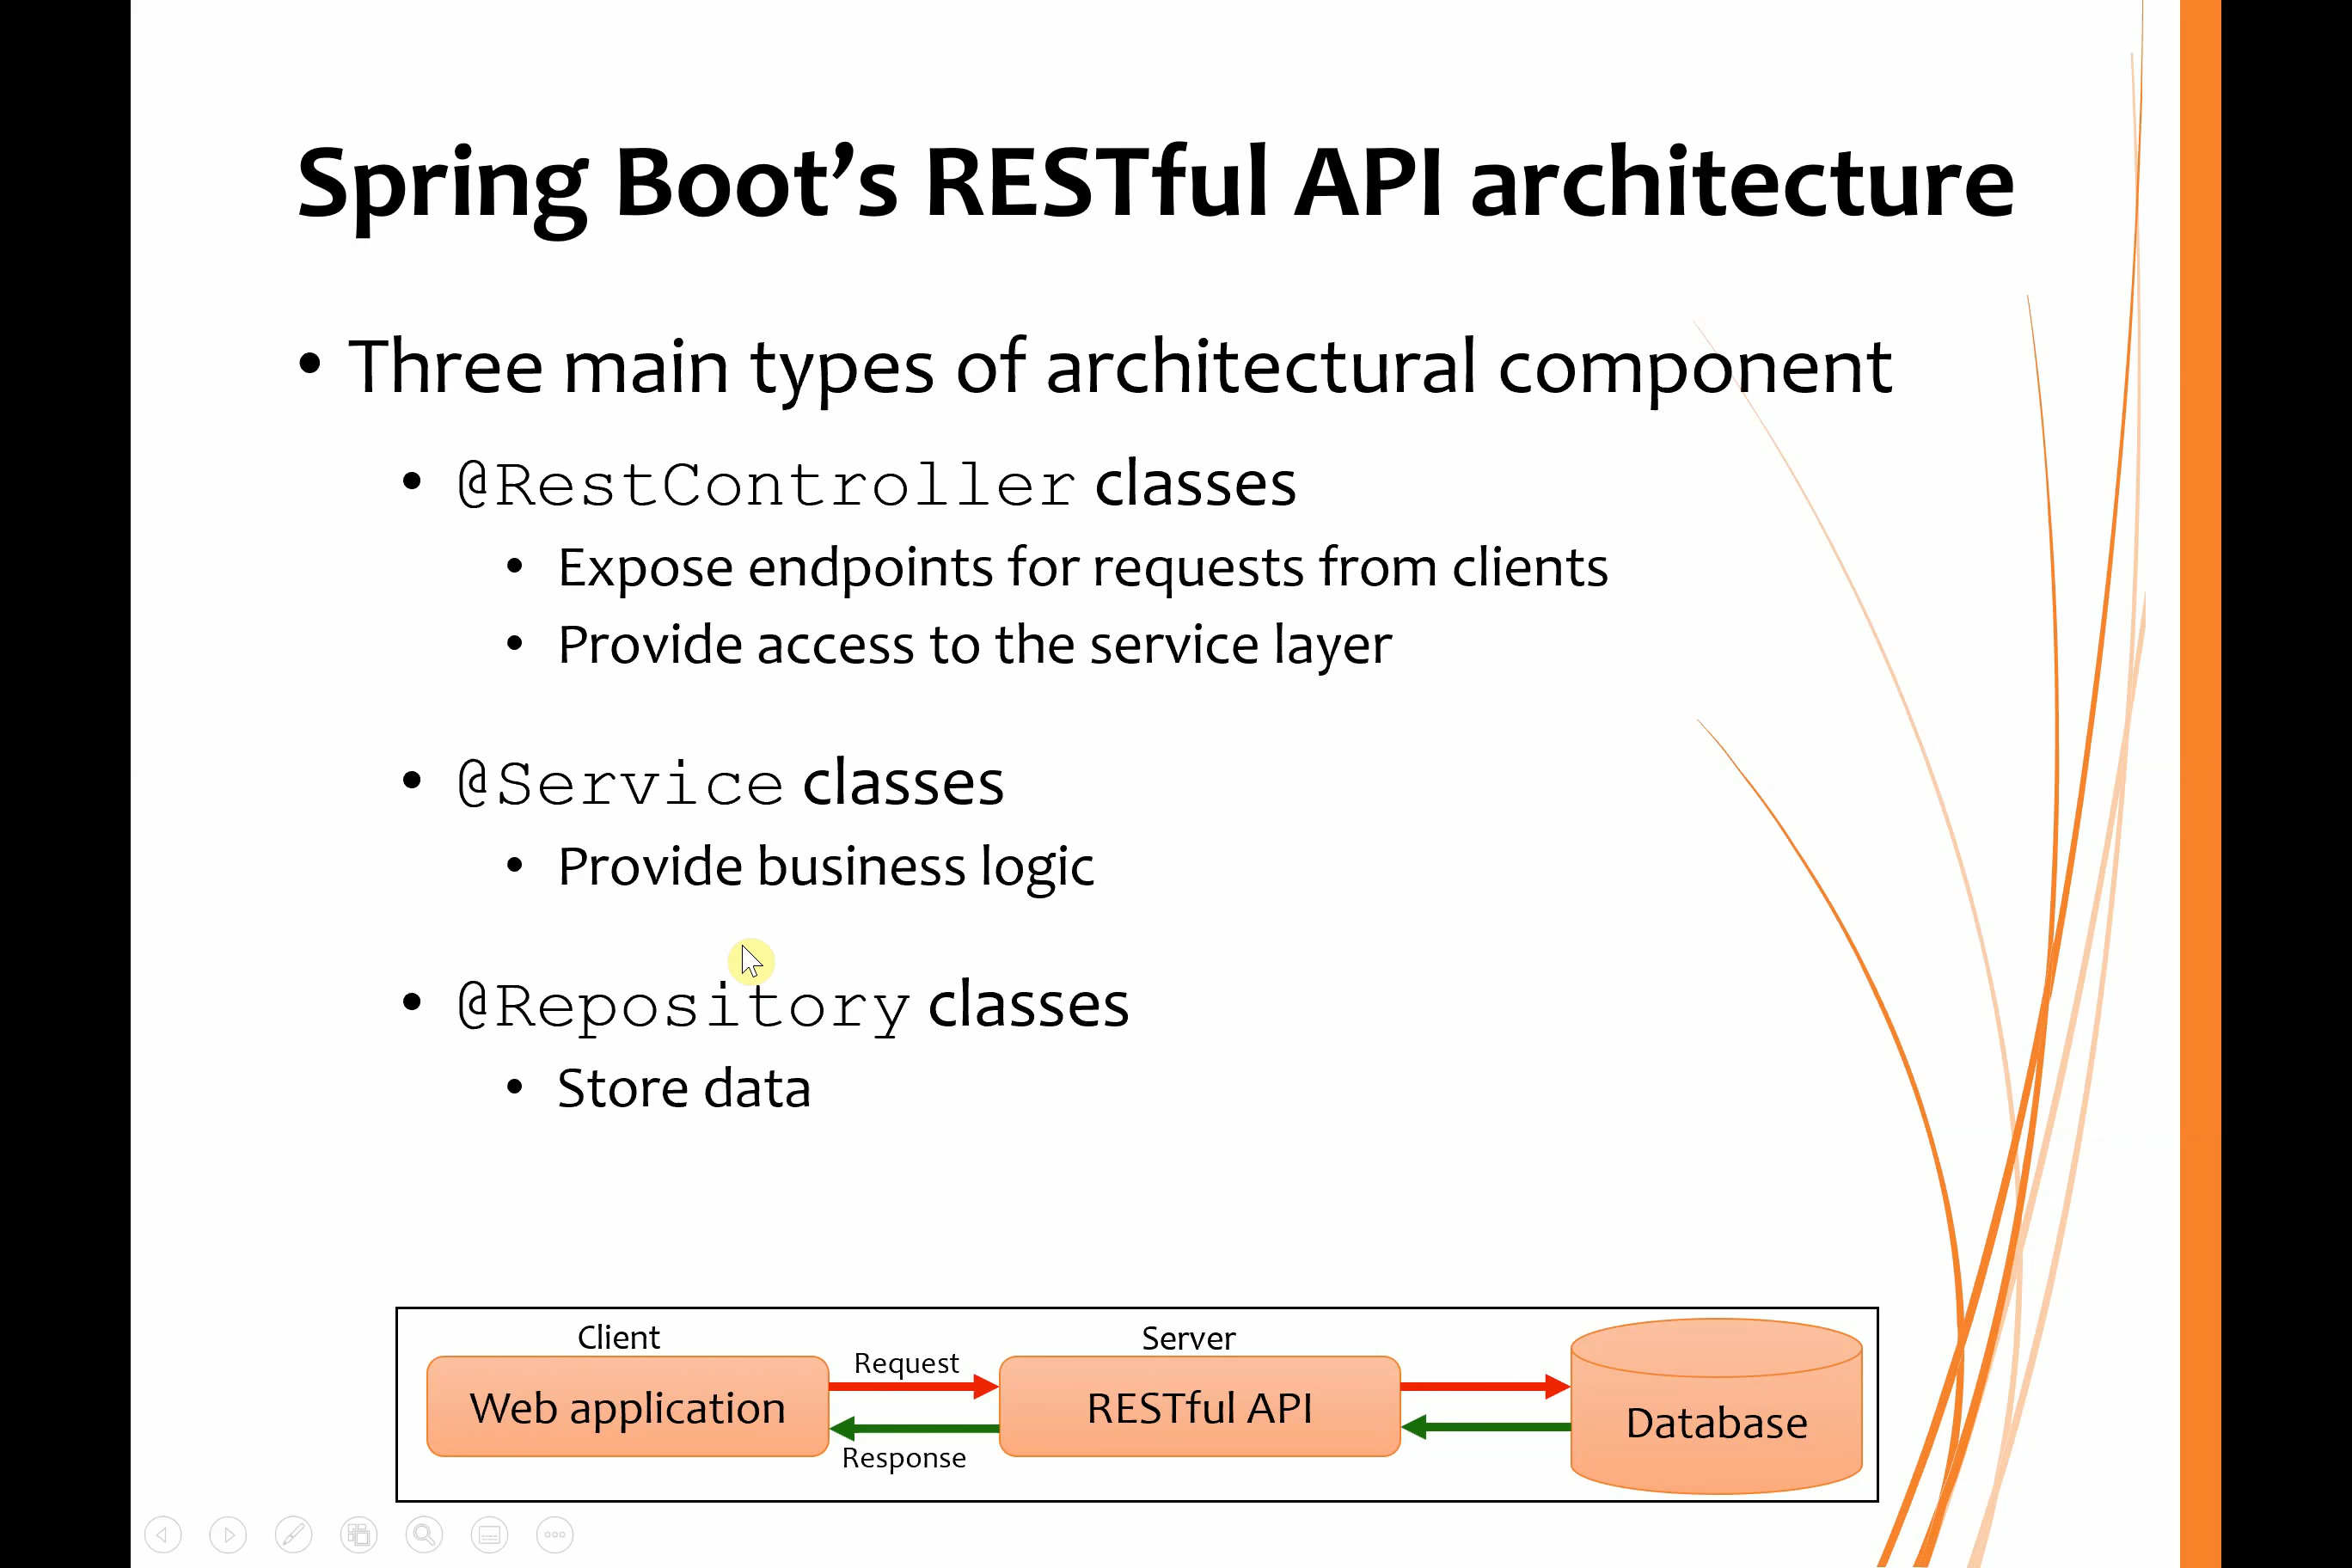 Spring Boot’s RESTful API architecture
• Three main types of architectural component
• @RestController classes
• Expose endpoints for requests from clients
• Provide access to the service layer
• @Service classes
• Provide business logic
• @Repository classes
• Store data
Client
Server
Request
Web application
RESTful API
Database
Response